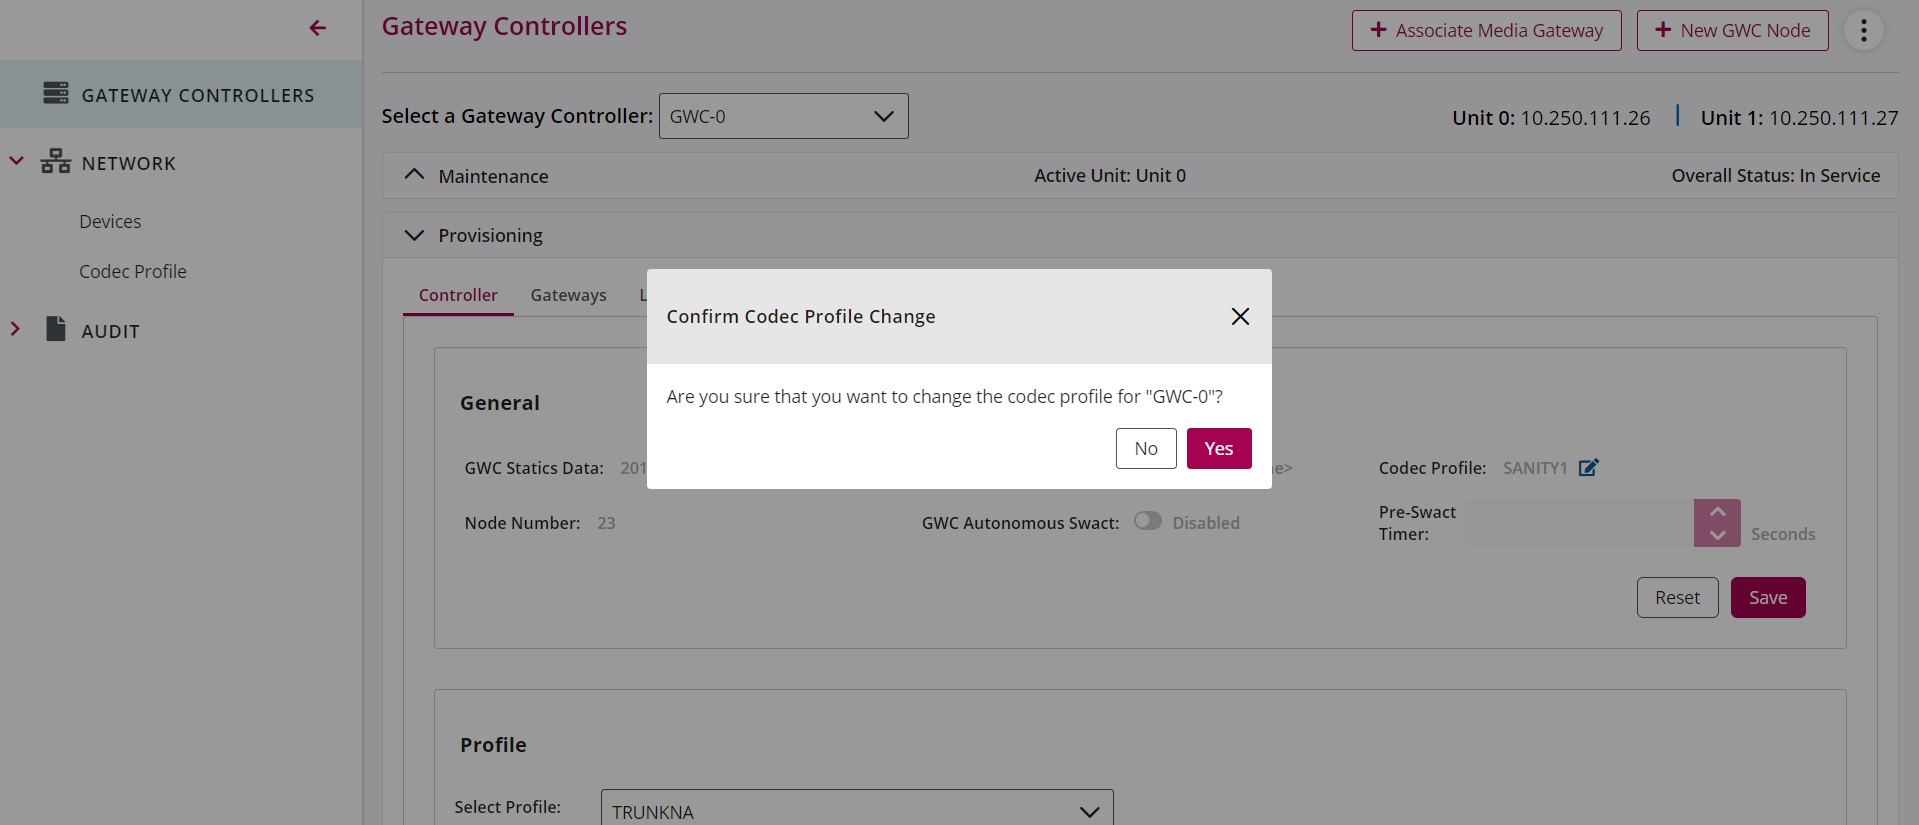 Gateway Controllers
Associate Media Gateway
New GWC Node
GATEWAY CONTROLLERS
Select a Gateway Controller: GWC-0
Unit 0: 10.250.111.26
Unit 1: 10.250.111.27
NETWORK
Maintenance
Active Unit: Unit 0
Overall Status: In Service
Devices
Provisioning
Codec Profile
Controller
Gateways
Confirm Codec Profile Change
AUDIT
Are you sure that you want to change the codec profile for "GWC-0"?
No
Yes
General
GWC Statics Data: 201
Codec Profile: SANITY1
Node Number: 23
GWC Autonomous Swact: Disabled
Pre-Swact
Timer:
Seconds
Reset
Save
Profile
Select Profile: TRUNKNA